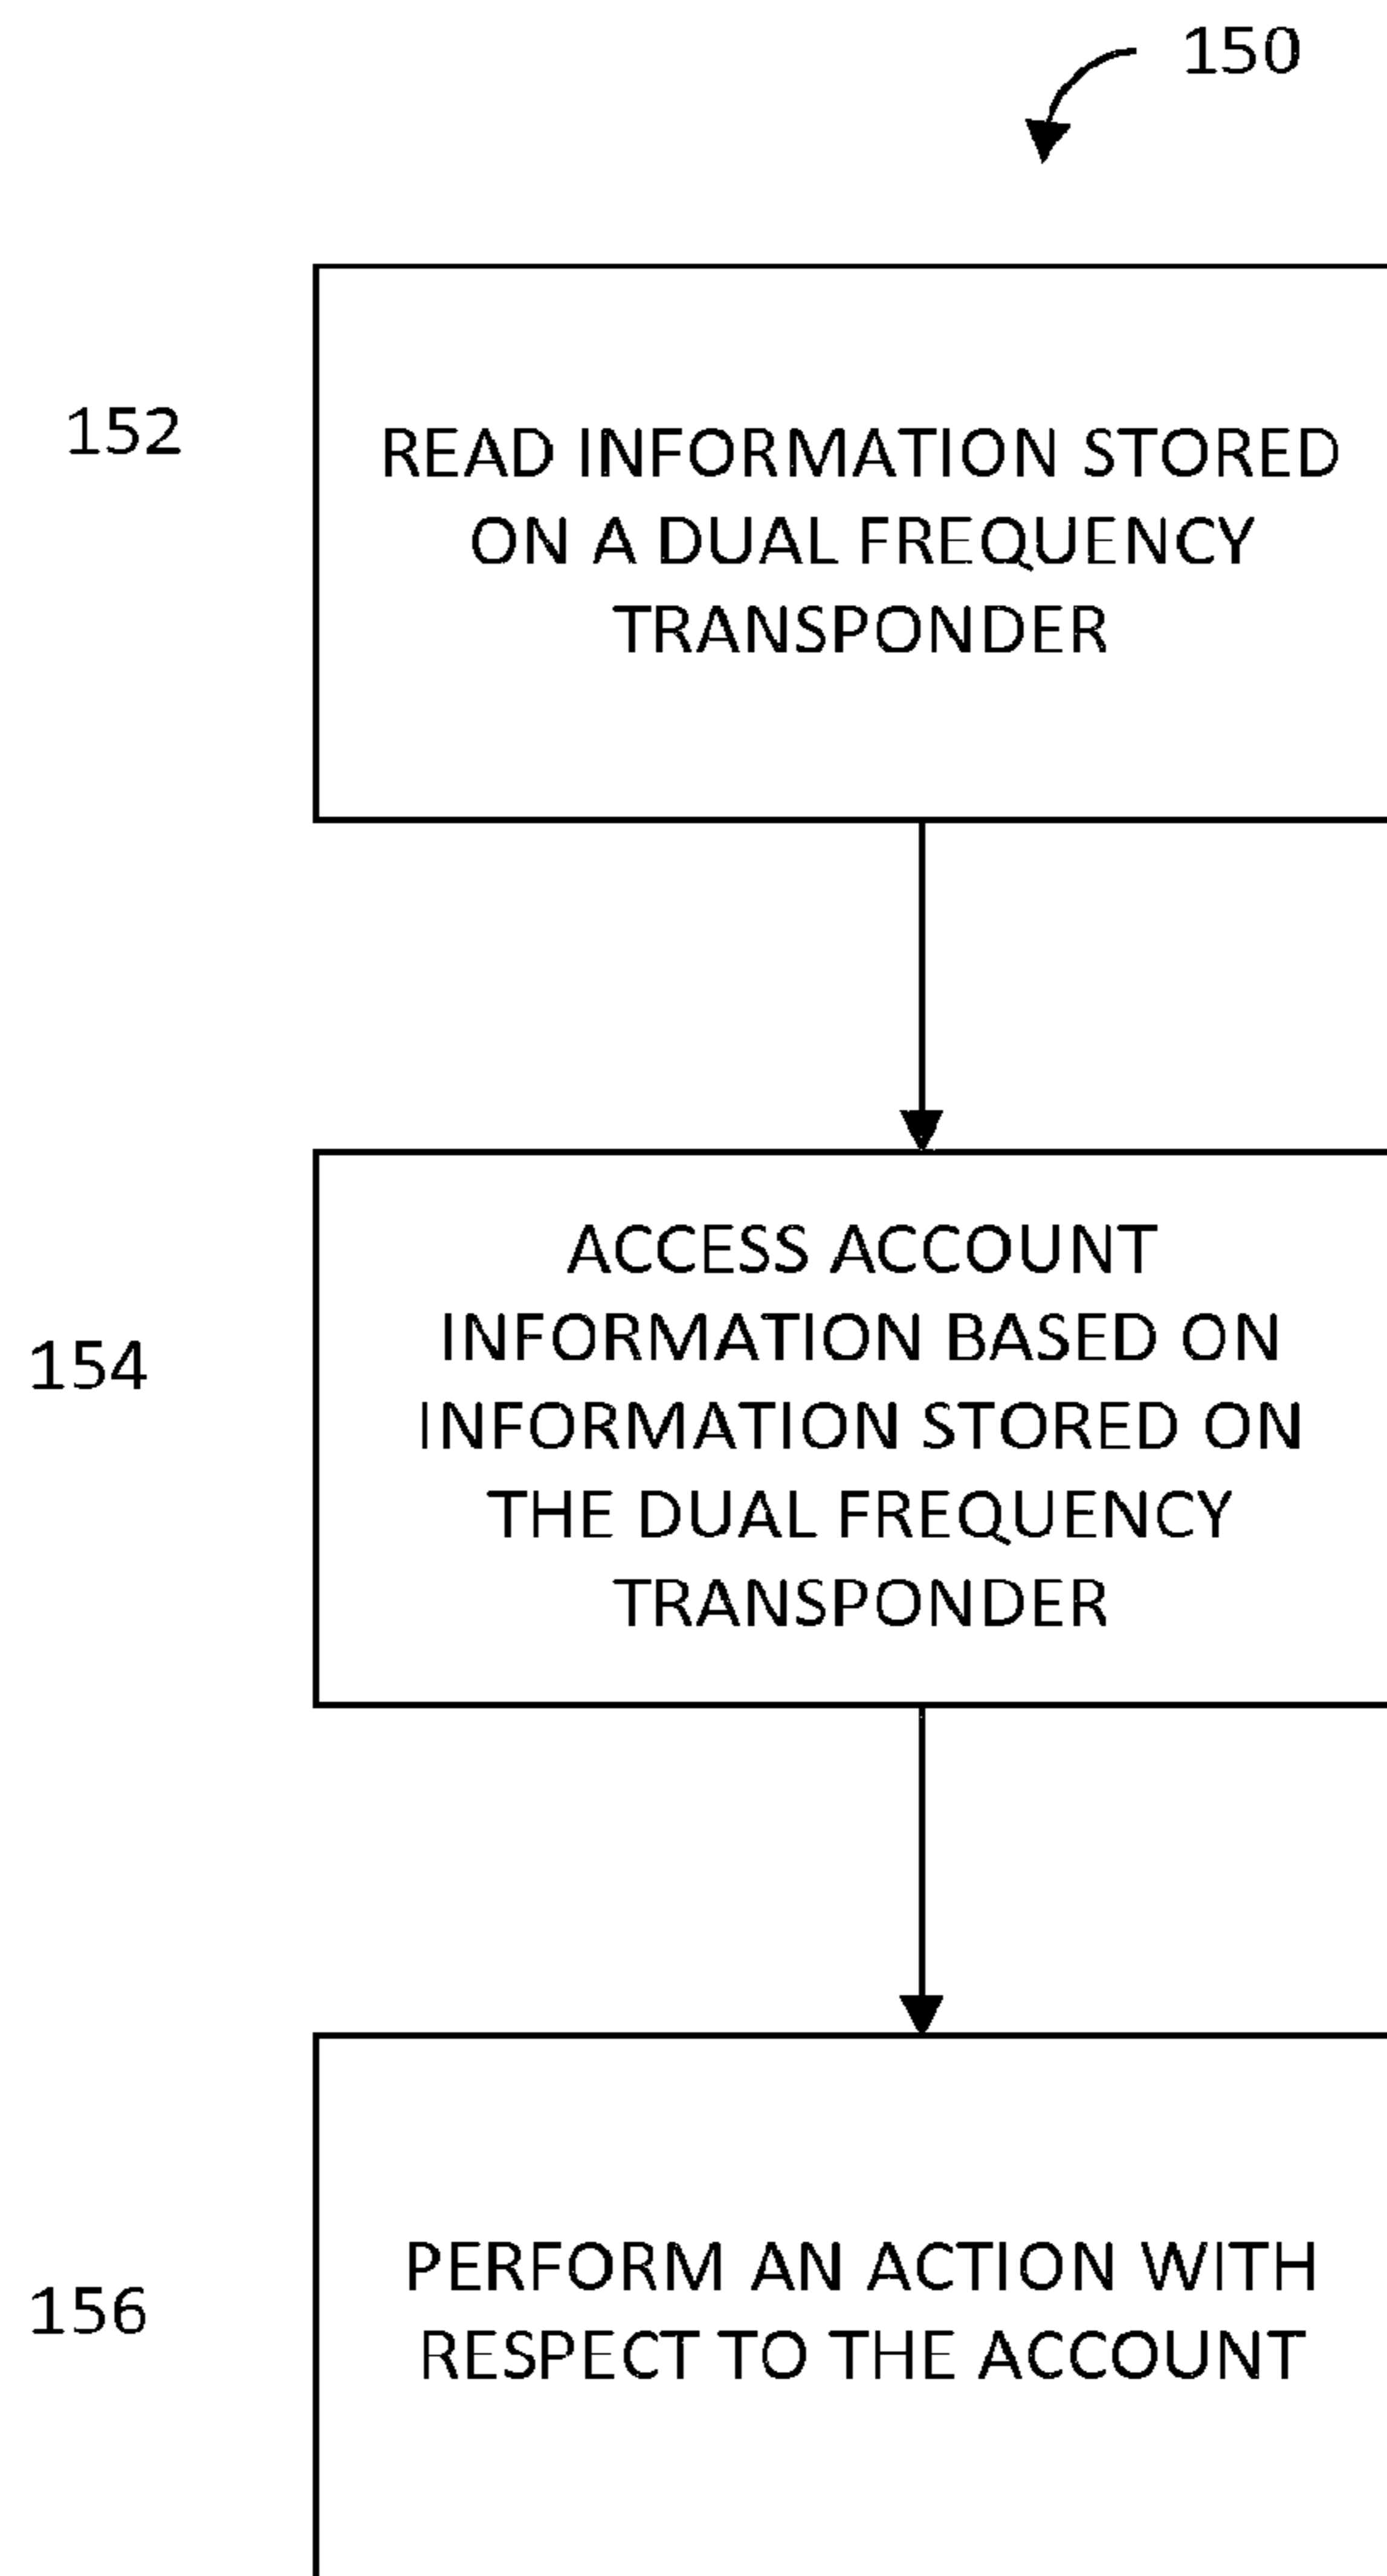 150
152
READ INFORMATION STORED
ON A DUAL FREQUENCY
TRANSPONDER
154
ACCESS ACCOUNT
INFORMATION BASED ON
INFORMATION STORED ON
THE DUAL FREQUENCY
TRANSPONDER
156
PERFORM AN ACTION WITH
RESPECT TO THE ACCOUNT